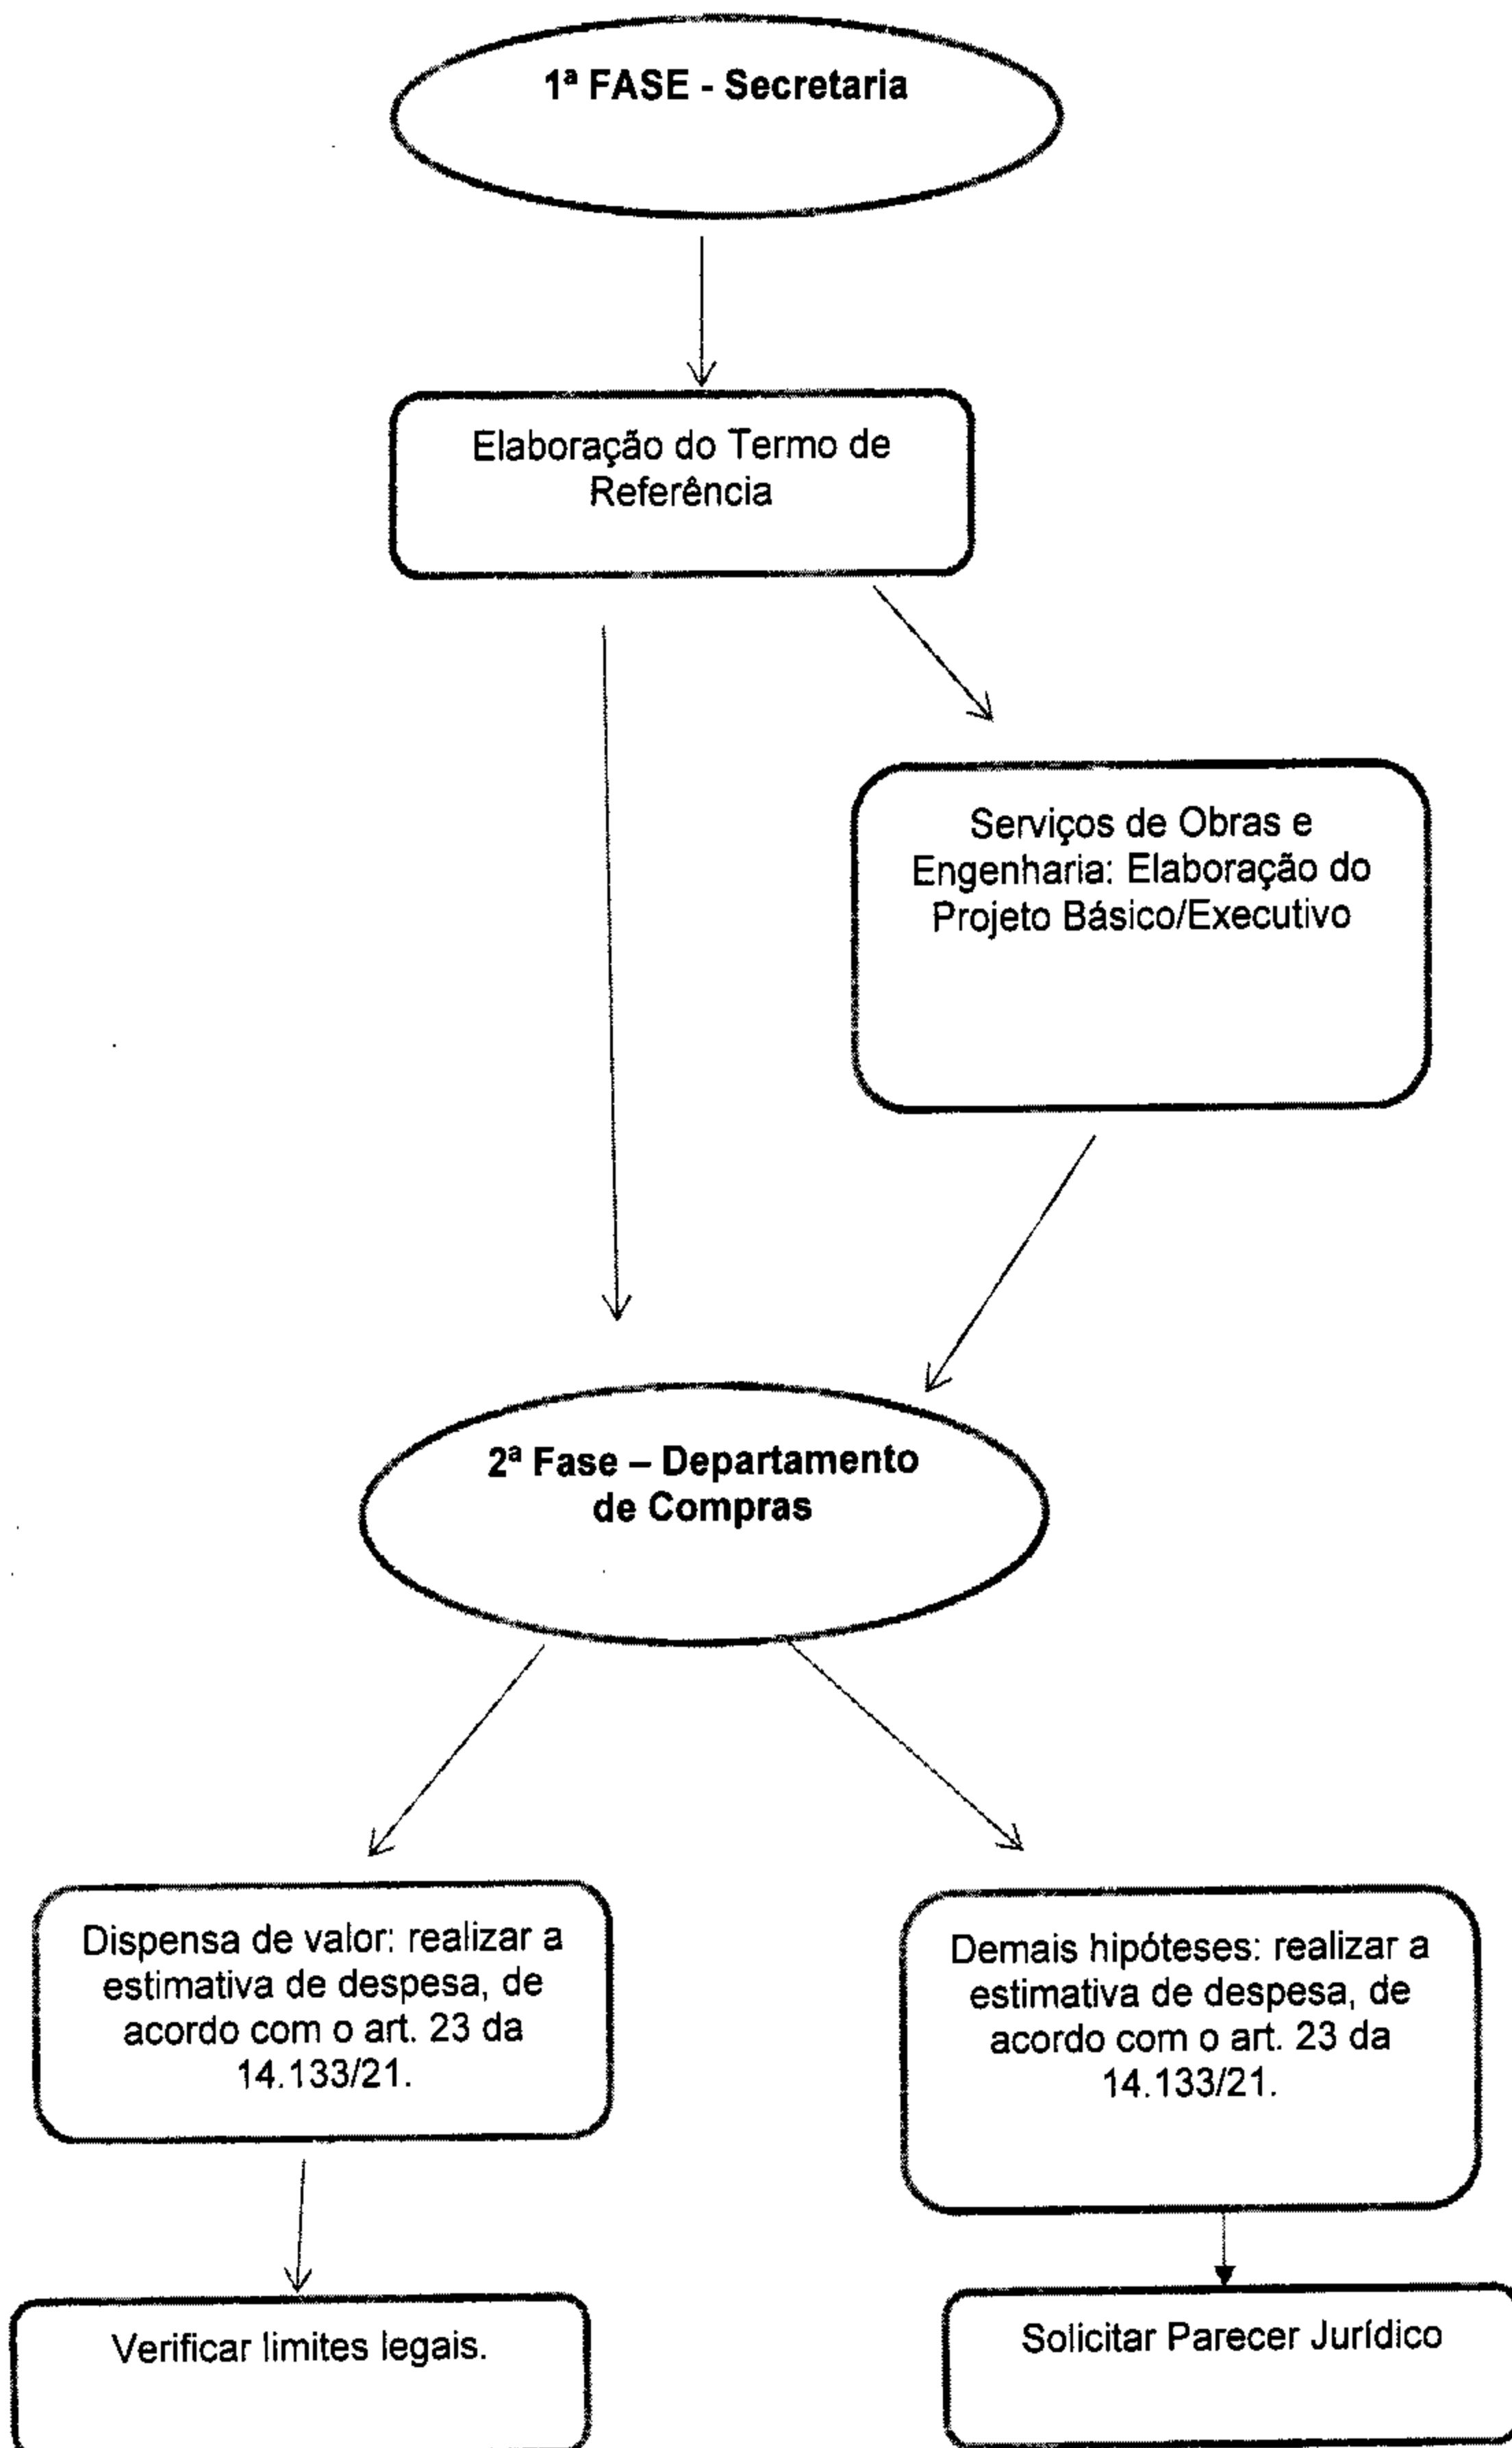 1ª FASE - Secretaria
Elaboração do Termo de
Referência
Serviços de Obras e
Engenharia: Elaboração do
Projeto Básico/Executivo
2ª Fase – Departamento
de Compras
Dispensa de valor: realizar a
estimativa de despesa, de
acordo com o art. 23 da
14.133/21.
Demais hipóteses: realizar a
estimativa de despesa, de
acordo com o art. 23 da
14.133/21.
Verificar limites legais.
Solicitar Parecer Jurídico